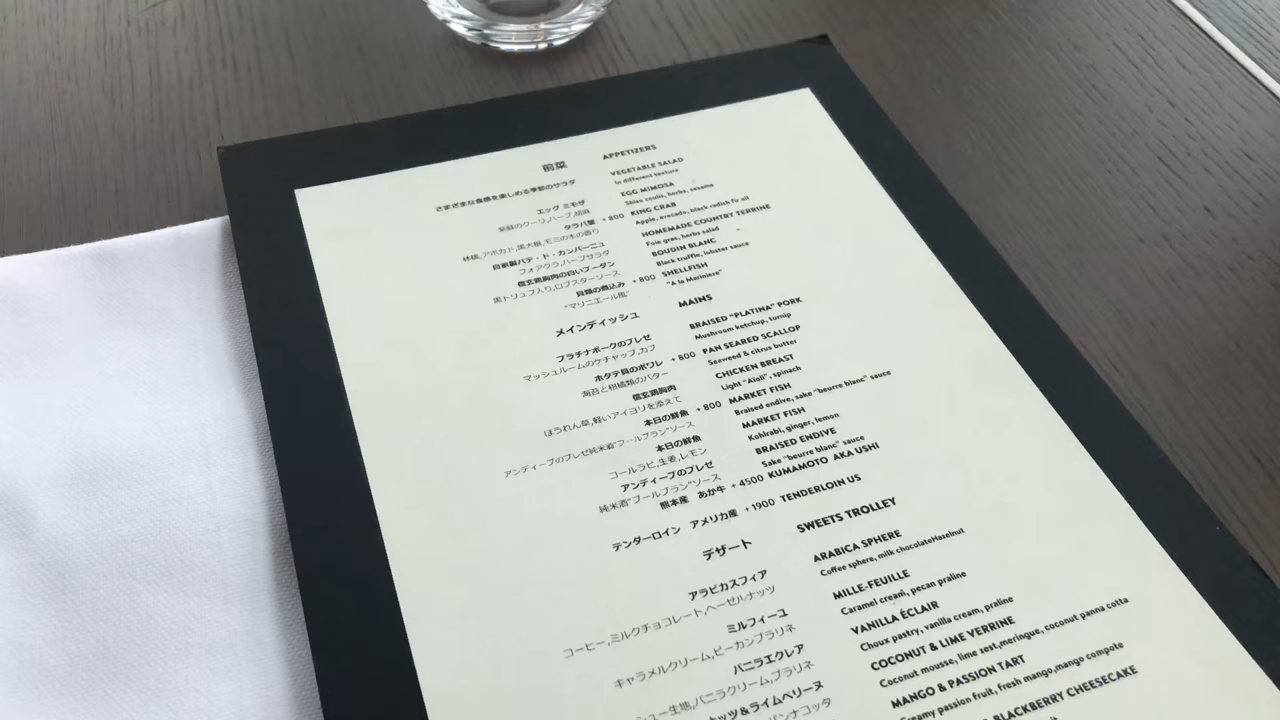 前菜 APPETIZERS
VEGETABLE SALAD
さまざまな食感を楽しめる季節のサラダ In different texture
エッグ ミモザ EGG MIMOSA
紫蘇のクーリ,ハーブ,胡麻 Shiso coulis, herbs, sesame
タラバ蟹 +800 KING CRAB
林檎,アボカド,黒大根,モミの木の香り Apple, avocado, black radish fir oil
自家製パテ・ド・カンパーニュ HOMEMADE COUNTRY TERRINE
フォアグラ,ハーブサラダ Foie gras, herbs salad
信玄鶏胸肉の白いブーダン BOUDIN BLANC
黒トリュフ入り,ロブスターソース Black truffle, lobster sauce
貝類の煮込み +800 SHELLFISH
"マリニエール風" "A la Mariniere"
メインディッシュ MAINS
プラチナポークのブレゼ BRAISED "PLATINA" PORK
マッシュルームのケチャップ,カブ Mushroom ketchup, turnip
ホタテ貝のポワレ +800 PAN SEARED SCALLOP
海苔と柑橘類のバター Seaweed & citrus butter
信玄鶏胸肉 CHICKEN BREAST
ほうれん草,軽いアイヨリを添えて Light "Aioli", spinach
本日の鮮魚 +800 MARKET FISH
アンディーブのブレゼ純米酒"ブールブラン"ソース Braised endive, sake "beurre blanc" sauce
本日の鮮魚 MARKET FISH
コールラビ,生姜,レモン Kohlrabi, ginger, lemon
アンディーブのブレゼ BRAISED ENDIVE
純米酒"ブールブラン"ソース Sake "beurre blanc" sauce
熊本産 あか牛 +4500 KUMAMOTO AKA USHI
テンダーロイン アメリカ産 +1900 TENDERLOIN US
デザート SWEETS TROLLEY
アラビカスフィア ARABICA SPHERE
コーヒー,ミルクチョコレート,ヘーゼルナッツ Coffee sphere, milk chocolateHazelnut
ミルフィーユ MILLE-FEUILLE
キャラメルクリーム,ピーカンプラリネ Caramel cream, pecan praline
バニラエクレア VANILLA ÉCLAIR
シュー生地,バニラクリーム,プラリネ Choux pastry, vanilla cream, praline
ナッツ&ライムベリーヌ COCONUT & LIME VERRINE
パンナコッタ Coconut mousse, lime zest,meringue, coconut panna cotta
MANGO & PASSION TART
Creamy passion fruit, fresh mango,mango compote
BLACKBERRY CHEESECAKE